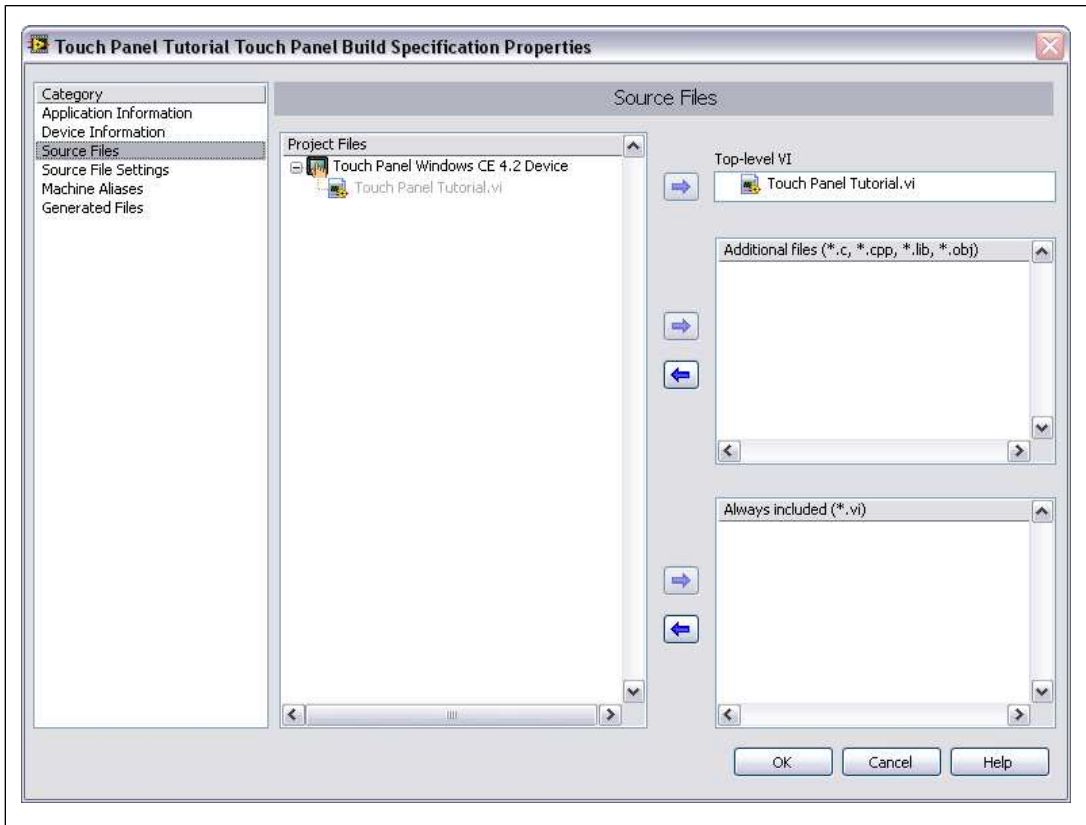 Touch Panel Tutorial Touch Panel Build Specification Properties
Category
Application Information
Device Information
Source Files
Source File Settings
Machine Aliases
Generated Files
Source Files
Project Files
Touch Panel Windows CE 4.2 Device
Touch Panel Tutorial.vi
Top-level VI
Touch Panel Tutorial.vi
Additional files (*.c, *.cpp, *.lib, *.obj)
Always included (*.vi)
OK
Cancel
Help